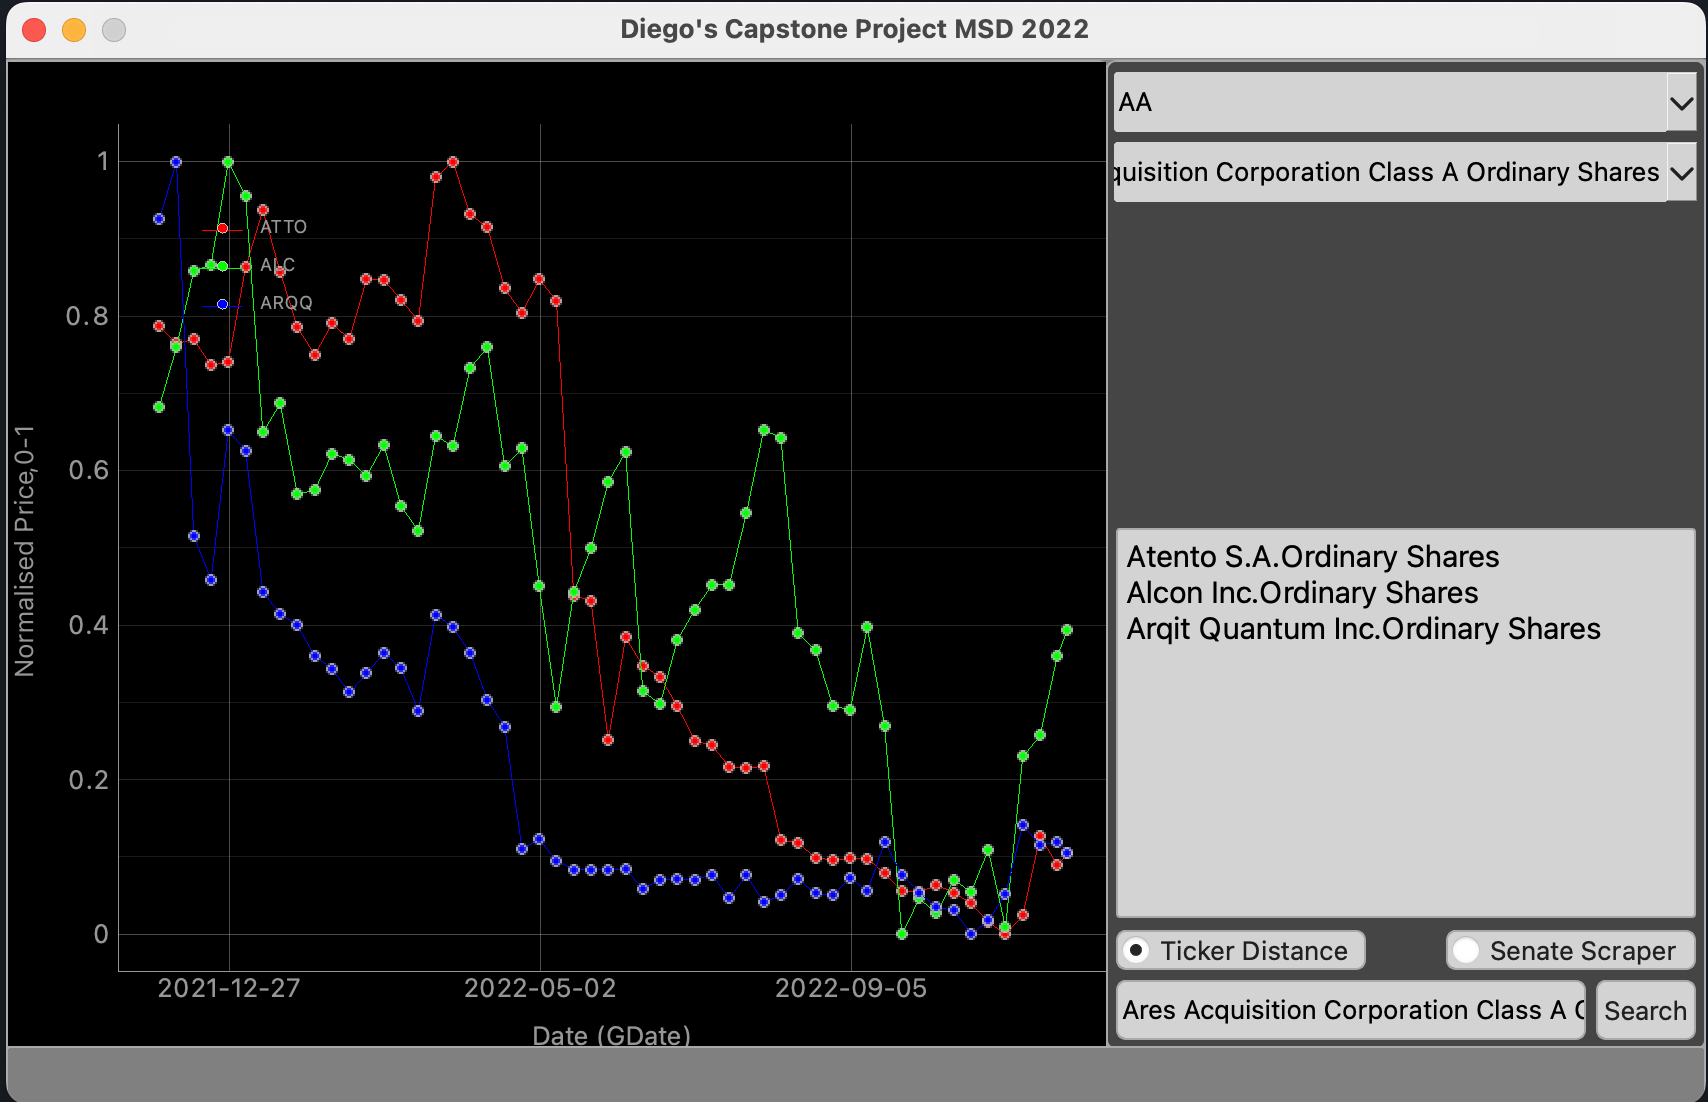 Diego's Capstone Project MSD 2022
AA
quisition Corporation Class A Ordinary Shares
1
0.8
0.6
0.4
0.2
0
Normalised Price,0-1
ATTO
ALC
ARQQ
2021-12-27
2022-05-02
2022-09-05
Date (GDate)
Atento S.A.Ordinary Shares
Alcon Inc.Ordinary Shares
Arqit Quantum Inc.Ordinary Shares
Ticker Distance
Senate Scraper
Ares Acquisition Corporation Class A
Search